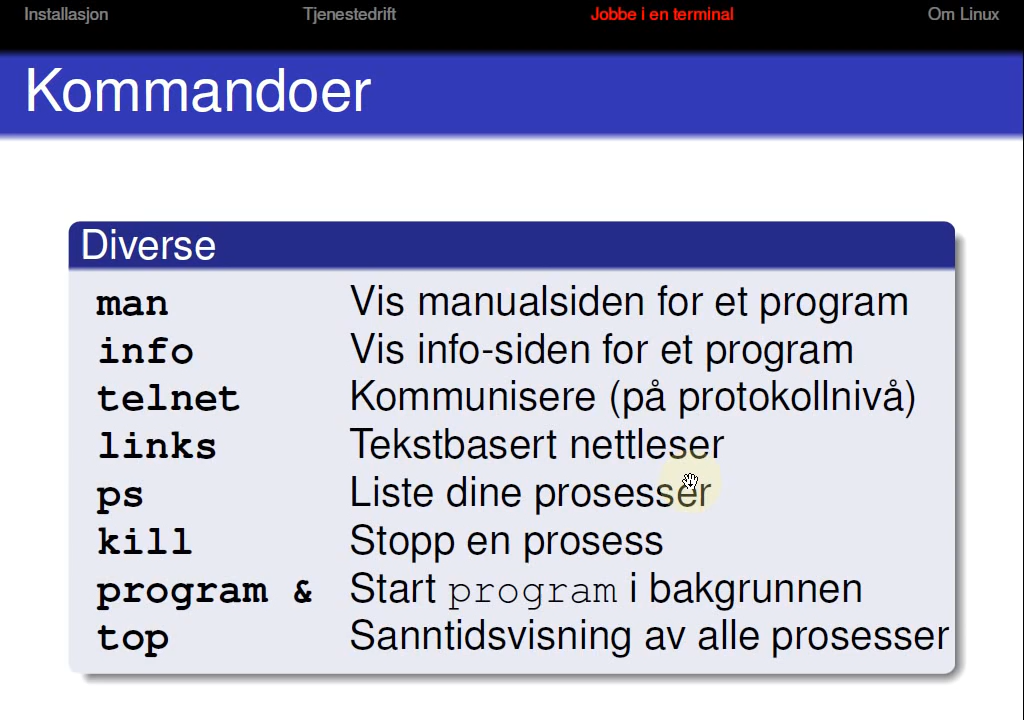 Installasjon Tjenestedrift Jobbe i en terminal Om Linux
Kommandoer
Diverse
man Vis manualsiden for et program
info Vis info-siden for et program
telnet Kommunisere (på protokollnivå)
links Tekstbasert nettleser
ps Liste dine prosesser
kill Stopp en prosess
program & Start program i bakgrunnen
top Sanntidsvisning av alle prosesser